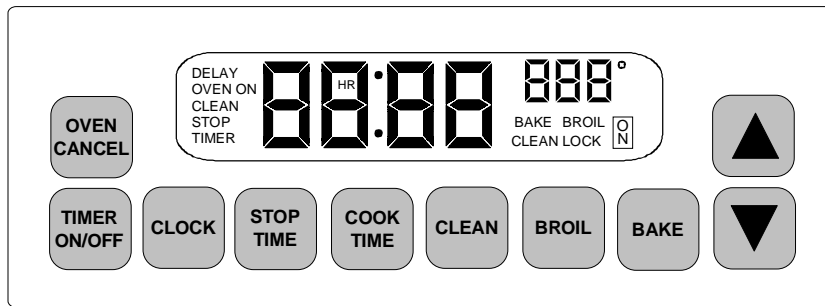 DELAY
OVEN ON
CLEAN
STOP
TIMER
88:88
HR
888°
BAKE BROIL
CLEAN LOCK
ON
OVEN
CANCEL
TIMER
ON/OFF
CLOCK
STOP
TIME
COOK
TIME
CLEAN
BROIL
BAKE